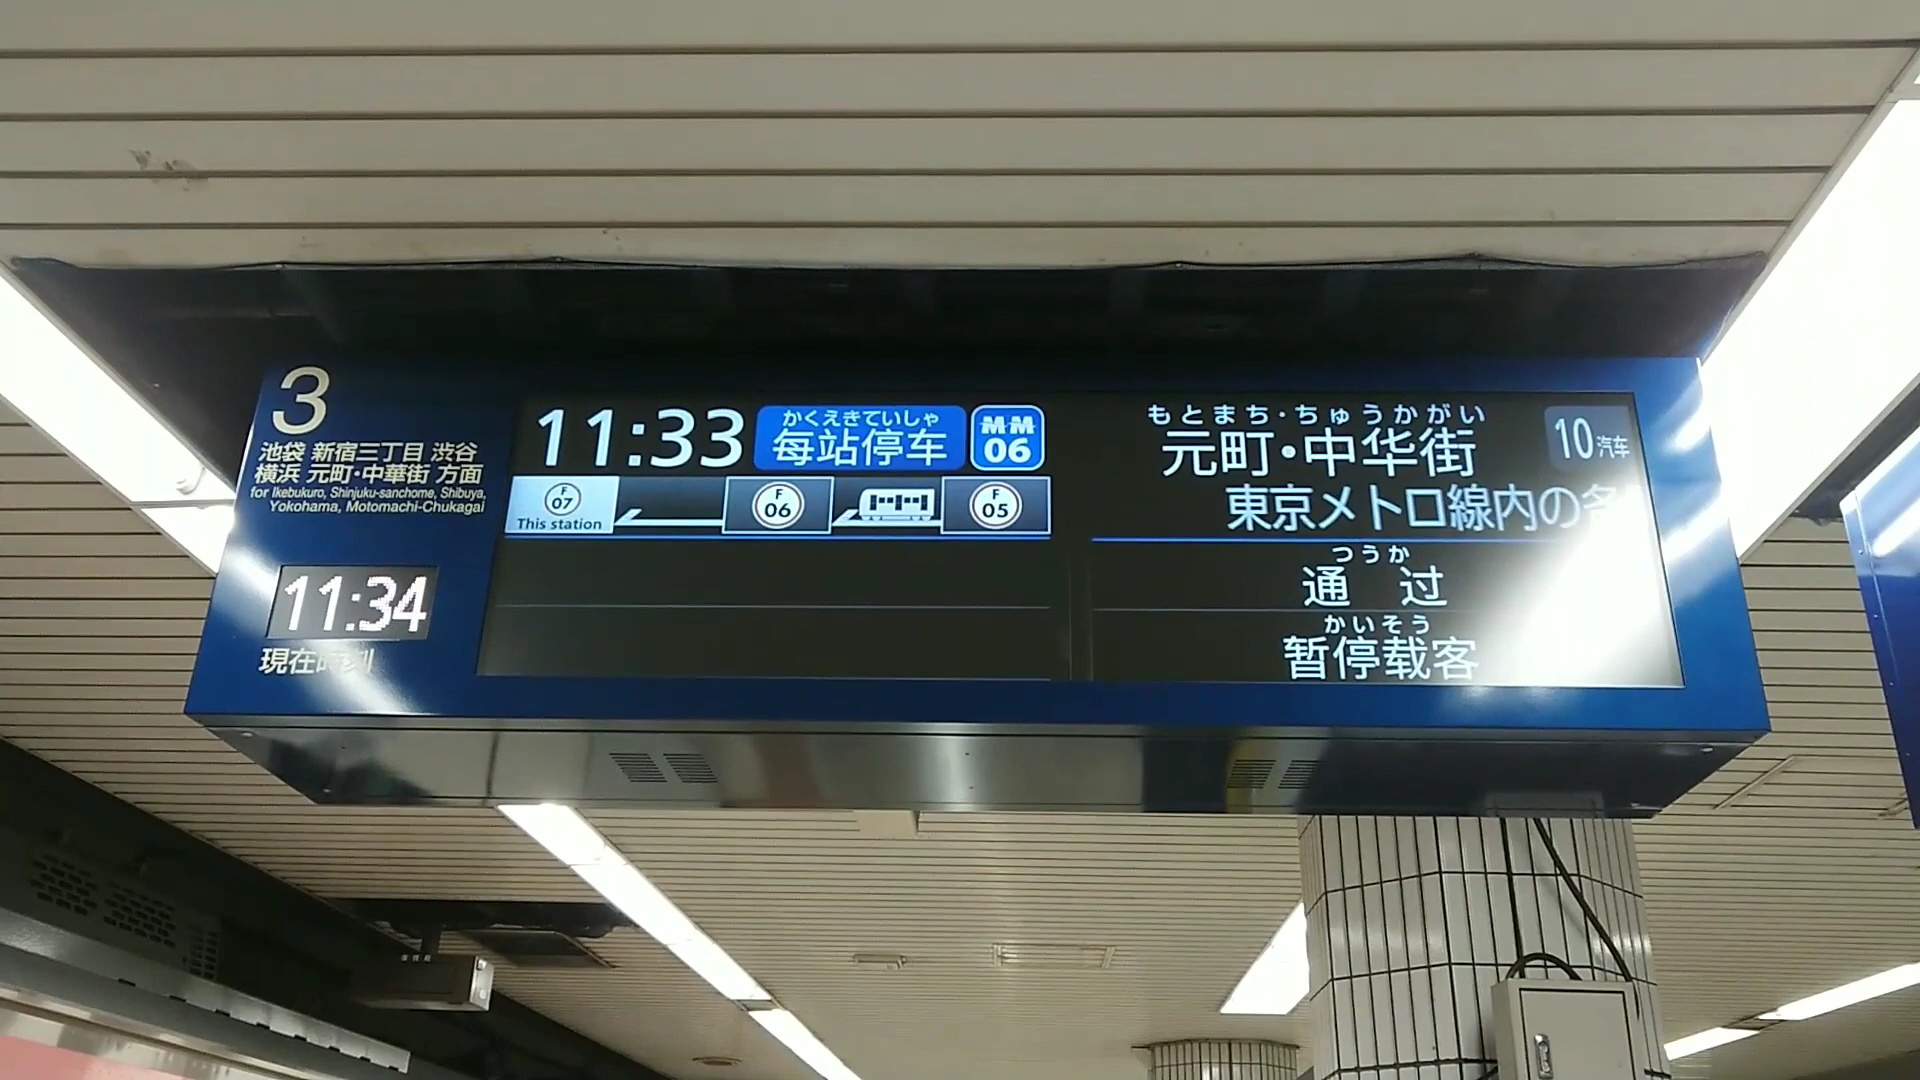 3
池袋 新宿三丁目 渋谷
横浜 元町・中華街 方面
for Ikebukuro, Shinjuku-sanchome, Shibuya,
Yokohama, Motomachi-Chukagai
11:34
現在時刻
11:33
かくえきていしゃ
每站停车
MM
06
もとまち・ちゅうかがい
元町・中华街
10汽车
F
07
This station
F
06
F
05
東京メトロ線内の各
つうか
通 过
かいそう
暂停载客